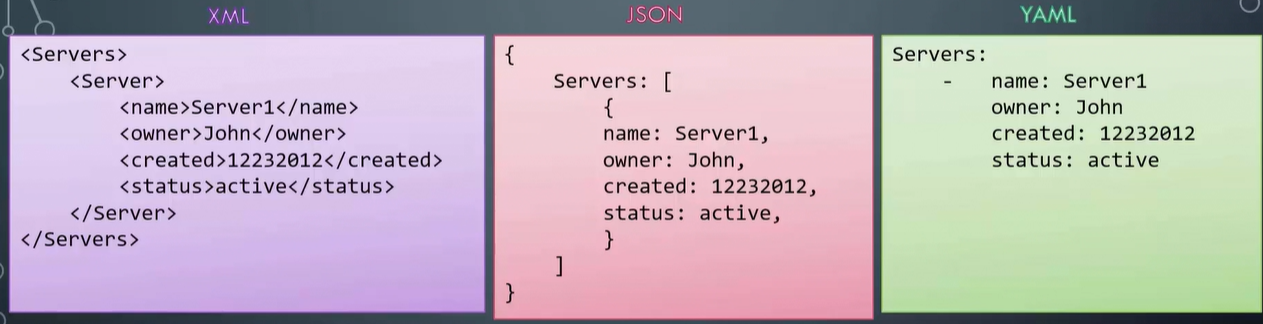 XML
<Servers>
    <Server>
        <name>Server1</name>
        <owner>John</owner>
        <created>12232012</created>
        <status>active</status>
    </Server>
</Servers>
JSON
{
    Servers: [
        {
        name: Server1,
        owner: John,
        created: 12232012,
        status: active,
        }
    ]
}
YAML
Servers:
    -   name: Server1
        owner: John
        created: 12232012
        status: active